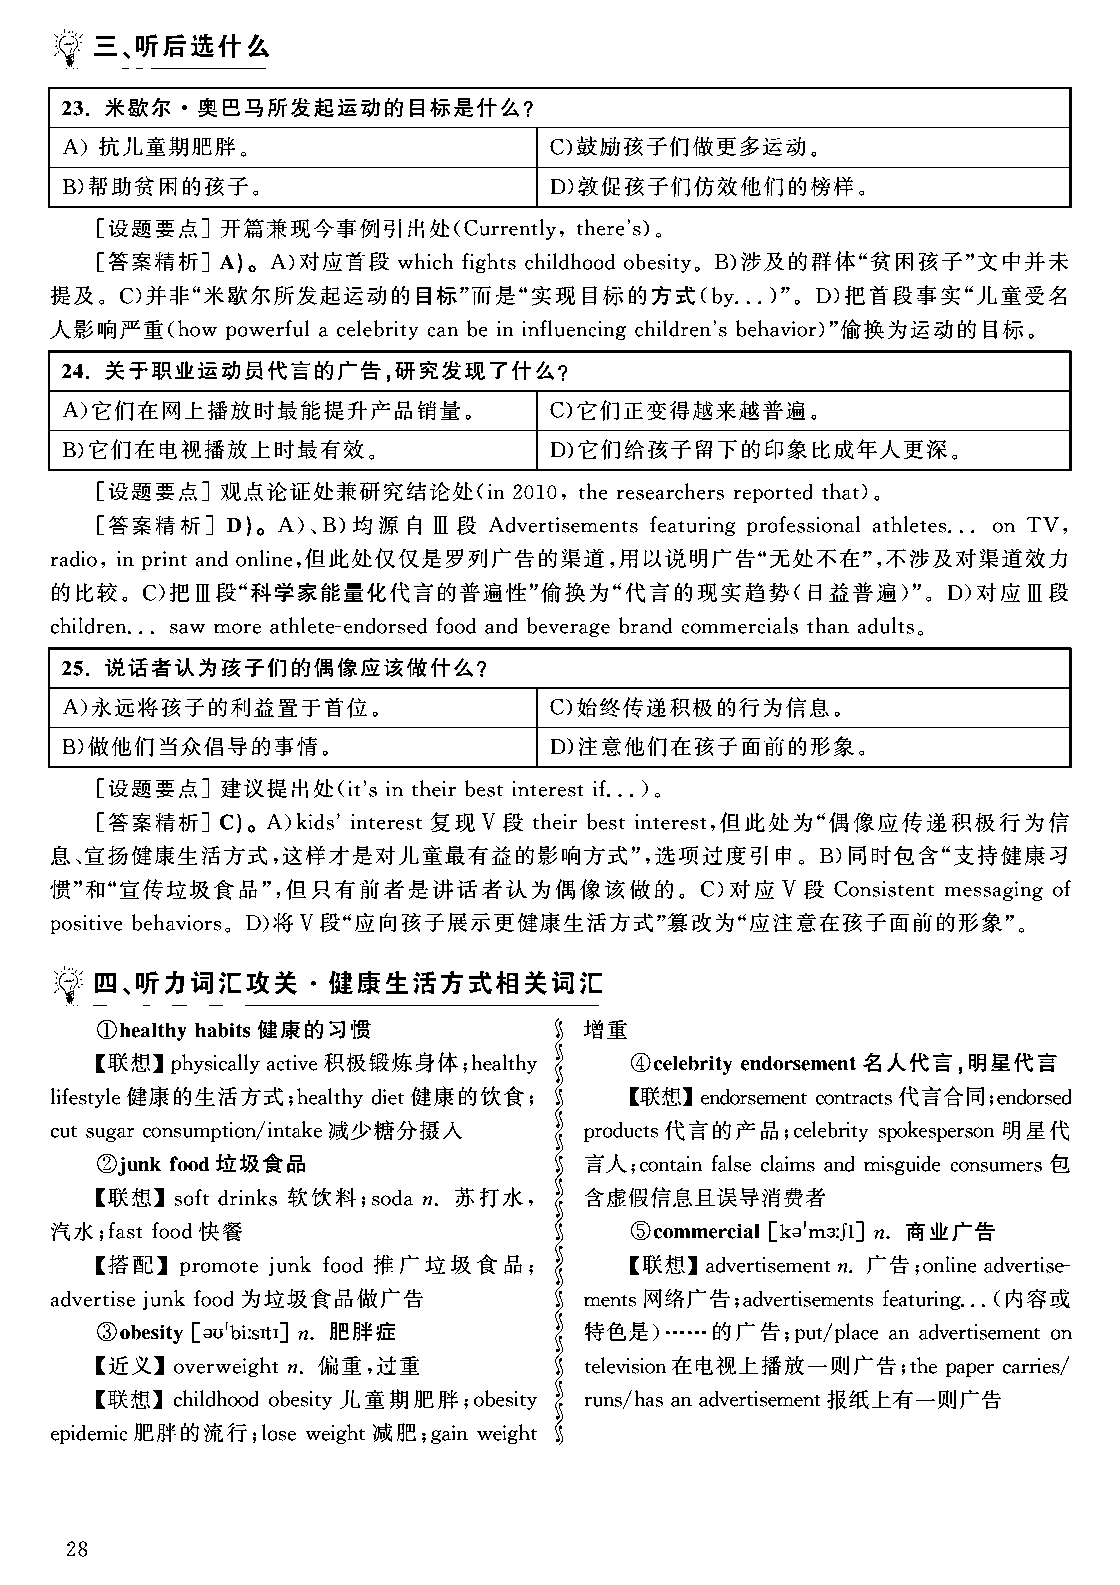 三、听后选什么
23. 米歇尔·奥巴马所发起运动的目标是什么?
A) 抗儿童期肥胖。
C)鼓励孩子们做更多运动。
B)帮助贫困的孩子。
D)敦促孩子们仿效他们的榜样。
［设题要点］开篇兼现今事例引出处(Currently, there's)。
［答案精析］A)。A)对应首段 which fights childhood obesity。B)涉及的群体“贫困孩子”文中并未
提及。C)并非“米歇尔所发起运动的目标”而是“实现目标的方式(by...)”。D)把首段事实“儿童受名
人影响严重(how powerful a celebrity can be in influencing children's behavior)”偷换为运动的目标。
24. 关于职业运动员代言的广告,研究发现了什么?
A)它们在网上播放时最能提升产品销量。
C)它们正变得越来越普遍。
B)它们在电视播放上时最有效。
D)它们给孩子留下的印象比成年人更深。
［设题要点］观点论证处兼研究结论处(in 2010, the researchers reported that)。
［答案精析］D)。A)、B)均源自Ⅲ段 Advertisements featuring professional athletes... on TV,
radio, in print and online,但此处仅仅是罗列广告的渠道,用以说明广告“无处不在”,不涉及对渠道效力
的比较。C)把Ⅲ段“科学家能量化代言的普遍性”偷换为“代言的现实趋势(日益普遍)”。D)对应Ⅲ段
children... saw more athlete-endorsed food and beverage brand commercials than adults。
25. 说话者认为孩子们的偶像应该做什么?
A)永远将孩子的利益置于首位。
C)始终传递积极的行为信息。
B)做他们当众倡导的事情。
D)注意他们在孩子面前的形象。
［设题要点］建议提出处(it's in their best interest if...)。
［答案精析］C)。A)kids' interest 复现Ⅴ段 their best interest,但此处为“偶像应传递积极行为信
息、宣扬健康生活方式,这样才是对儿童最有益的影响方式”,选项过度引申。B)同时包含“支持健康习
惯”和“宣传垃圾食品”,但只有前者是讲话者认为偶像该做的。C)对应Ⅴ段 Consistent messaging of
positive behaviors。D)将Ⅴ段“应向孩子展示更健康生活方式”篡改为“应注意在孩子面前的形象”。
四、听力词汇攻关·健康生活方式相关词汇
①healthy habits 健康的习惯
【联想】physically active 积极锻炼身体;healthy
lifestyle 健康的生活方式;healthy diet 健康的饮食;
cut sugar consumption/intake 减少糖分摄入
②junk food 垃圾食品
【联想】soft drinks 软饮料;soda n. 苏打水,
汽水;fast food 快餐
【搭配】promote junk food 推广垃圾食品;
advertise junk food 为垃圾食品做广告
③obesity [əʊˈbiːsɪtɪ] n. 肥胖症
【近义】overweight n. 偏重,过重
【联想】childhood obesity 儿童期肥胖;obesity
epidemic 肥胖的流行;lose weight 减肥;gain weight
增重
④celebrity endorsement 名人代言,明星代言
【联想】endorsement contracts 代言合同;endorsed
products 代言的产品;celebrity spokesperson 明星代
言人;contain false claims and misguide consumers 包
含虚假信息且误导消费者
⑤commercial [kəˈmɜːʃl] n. 商业广告
【联想】advertisement n. 广告;online advertise-
ments 网络广告;advertisements featuring...(内容或
特色是)……的广告;put/place an advertisement on
television 在电视上播放一则广告;the paper carries/
runs/has an advertisement 报纸上有一则广告
28